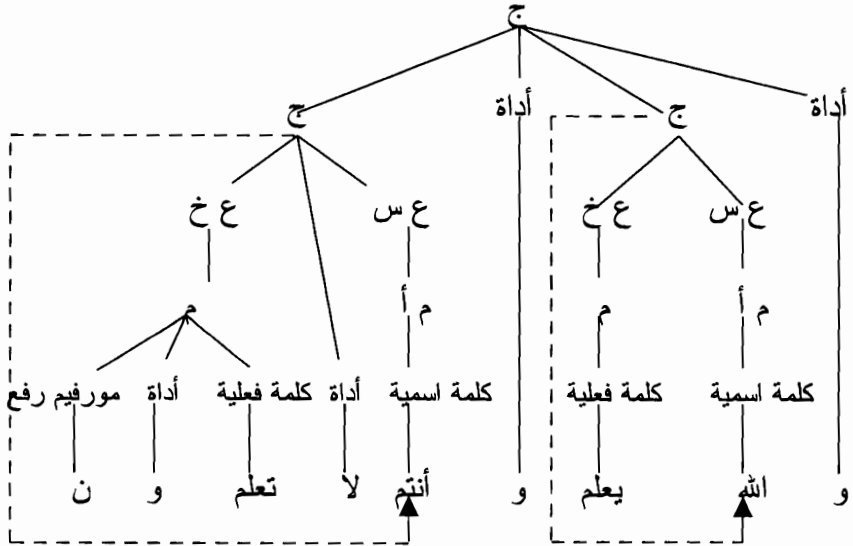 ج
أداة ج أداة ج
ع س ع خ ع س ع خ
م أ م م أ م
كلمة اسمية كلمة فعلية كلمة اسمية أداة كلمة فعلية أداة مورفيم رفع
و الله يعلم و أنتم لا تعلم و ن